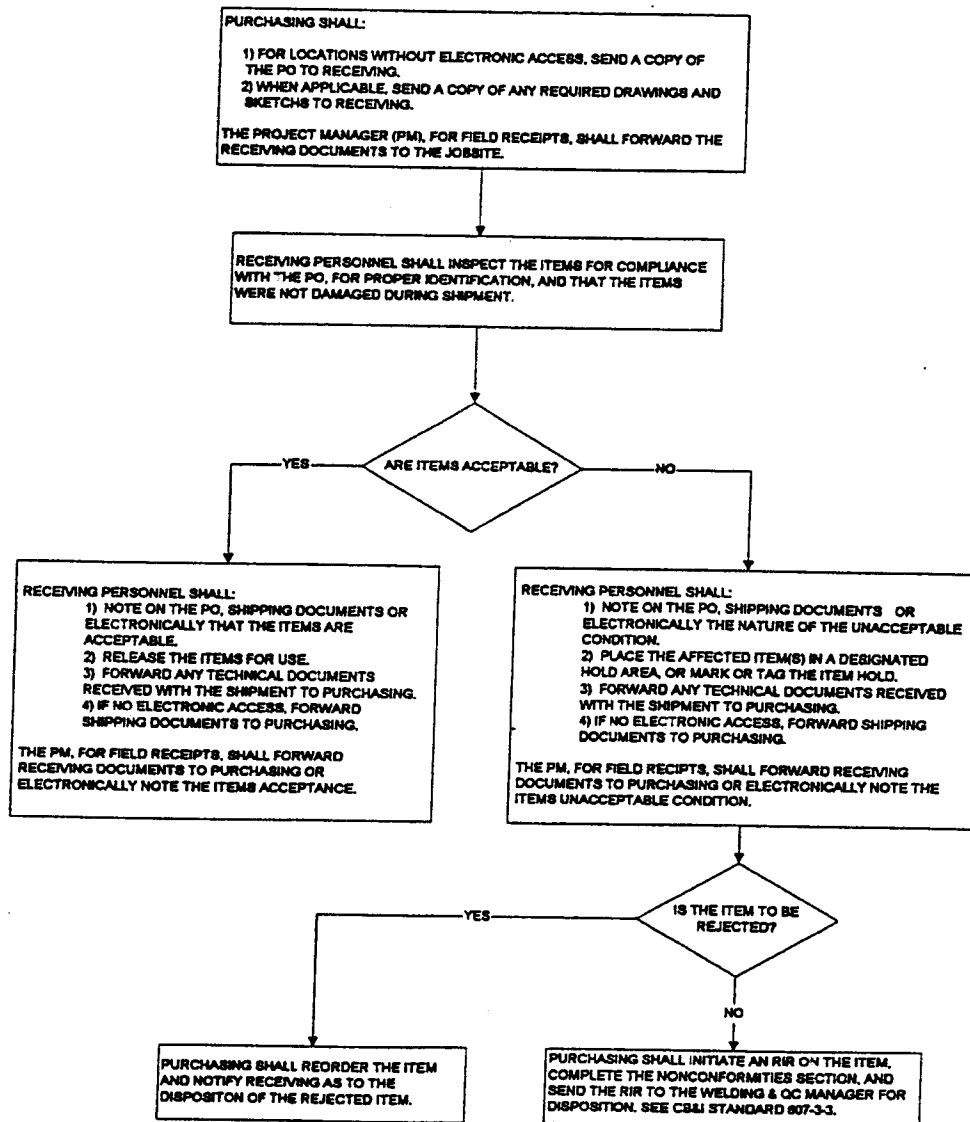 PURCHASING SHALL:
1) FOR LOCATIONS WITHOUT ELECTRONIC ACCESS, SEND A COPY OF
THE PO TO RECEIVING.
2) WHEN APPLICABLE, SEND A COPY OF ANY REQUIRED DRAWINGS AND
SKETCHS TO RECEIVING.
THE PROJECT MANAGER (PM), FOR FIELD RECEIPTS, SHALL FORWARD THE
RECEIVING DOCUMENTS TO THE JOBSITE.
RECEIVING PERSONNEL SHALL INSPECT THE ITEMS FOR COMPLIANCE
WITH THE PO, FOR PROPER IDENTIFICATION, AND THAT THE ITEMS
WERE NOT DAMAGED DURING SHIPMENT.
ARE ITEMS ACCEPTABLE?
YES
NO
RECEIVING PERSONNEL SHALL:
1) NOTE ON THE PO, SHIPPING DOCUMENTS OR
ELECTRONICALLY THAT THE ITEMS ARE
ACCEPTABLE.
2) RELEASE THE ITEMS FOR USE.
3) FORWARD ANY TECHNICAL DOCUMENTS
RECEIVED WITH THE SHIPMENT TO PURCHASING.
4) IF NO ELECTRONIC ACCESS, FORWARD
SHIPPING DOCUMENTS TO PURCHASING.
THE PM, FOR FIELD RECEIPTS, SHALL FORWARD
RECEIVING DOCUMENTS TO PURCHASING OR
ELECTRONICALLY NOTE THE ITEMS ACCEPTANCE.
RECEIVING PERSONNEL SHALL:
1) NOTE ON THE PO, SHIPPING DOCUMENTS OR
ELECTRONICALLY THE NATURE OF THE UNACCEPTABLE
CONDITION.
2) PLACE THE AFFECTED ITEM(S) IN A DESIGNATED
HOLD AREA, OR MARK OR TAG THE ITEM HOLD.
3) FORWARD ANY TECHNICAL DOCUMENTS RECEIVED
WITH THE SHIPMENT TO PURCHASING.
4) IF NO ELECTRONIC ACCESS, FORWARD SHIPPING
DOCUMENTS TO PURCHASING.
THE PM, FOR FIELD RECIPTS, SHALL FORWARD RECEIVING
DOCUMENTS TO PURCHASING OR ELECTRONICALLY NOTE THE
ITEMS UNACCEPTABLE CONDITION.
IS THE ITEM TO BE
REJECTED?
YES
NO
PURCHASING SHALL REORDER THE ITEM
AND NOTIFY RECEIVING AS TO THE
DISPOSITON OF THE REJECTED ITEM.
PURCHASING SHALL INITIATE AN RIR ON THE ITEM,
COMPLETE THE NONCONFORMITIES SECTION, AND
SEND THE RIR TO THE WELDING & QC MANAGER FOR
DISPOSITION. SEE CB&I STANDARD 607-3-3.